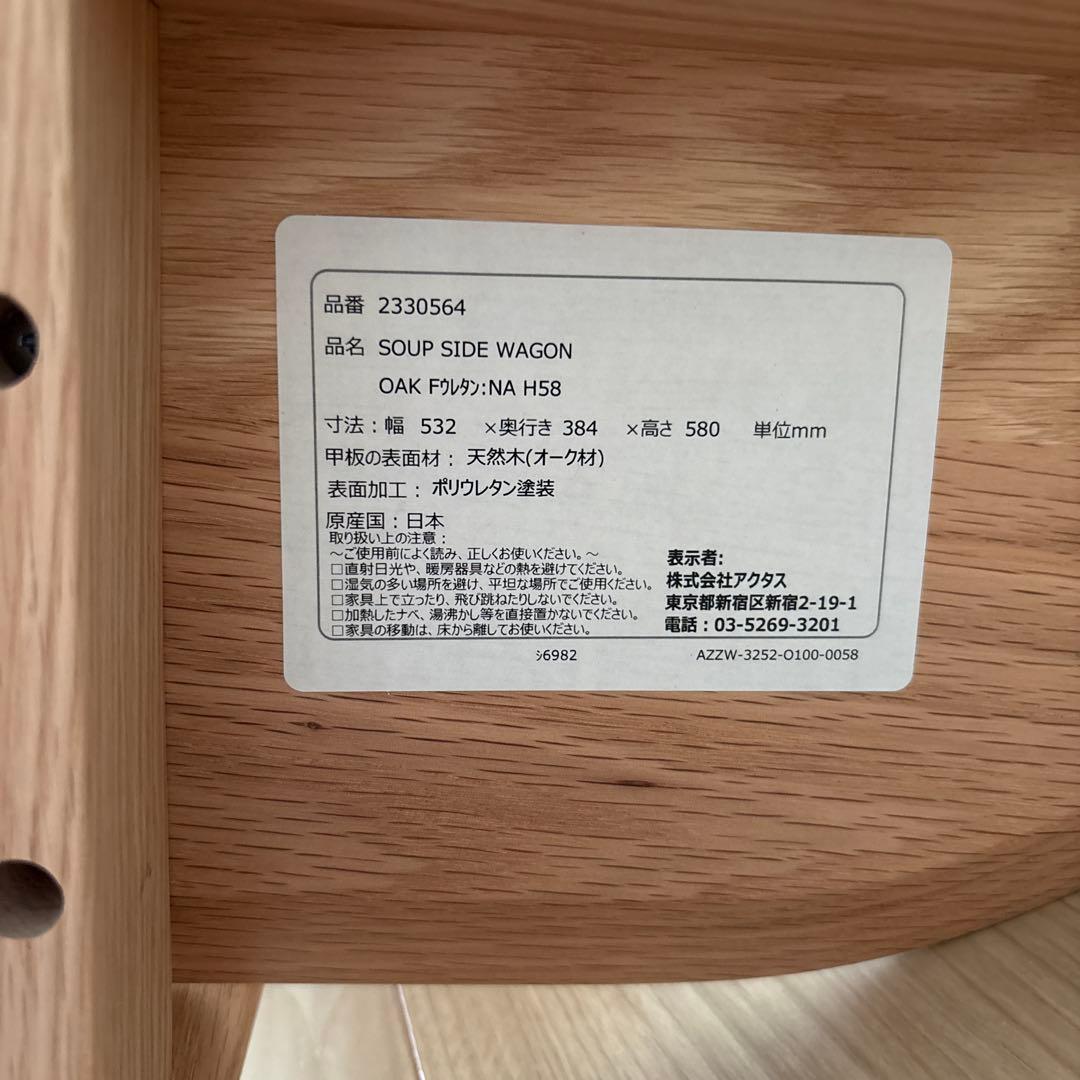 品番 2330564
品名 SOUP SIDE WAGON
OAK Fｳﾚﾀﾝ:NA H58
寸法：幅 532 ×奥行き 384 ×高さ 580 単位mm
甲板の表面材： 天然木(オーク材)
表面加工： ポリウレタン塗装
原産国：日本
取り扱い上の注意：
～ご使用前によく読み、正しくお使いください。～
□直射日光や、暖房器具などの熱を避けてください。
□湿気の多い場所を避け、平坦な場所でご使用ください。
□家具上で立ったり、飛び跳ねたりしないでください。
□加熱したナベ、湯沸かし等を直接置かないでください。
□家具の移動は、床から離してお使いください。
表示者:
株式会社アクタス
東京都新宿区新宿2-19-1
電話：03-5269-3201
ｼ6982 AZZW-3252-O100-0058